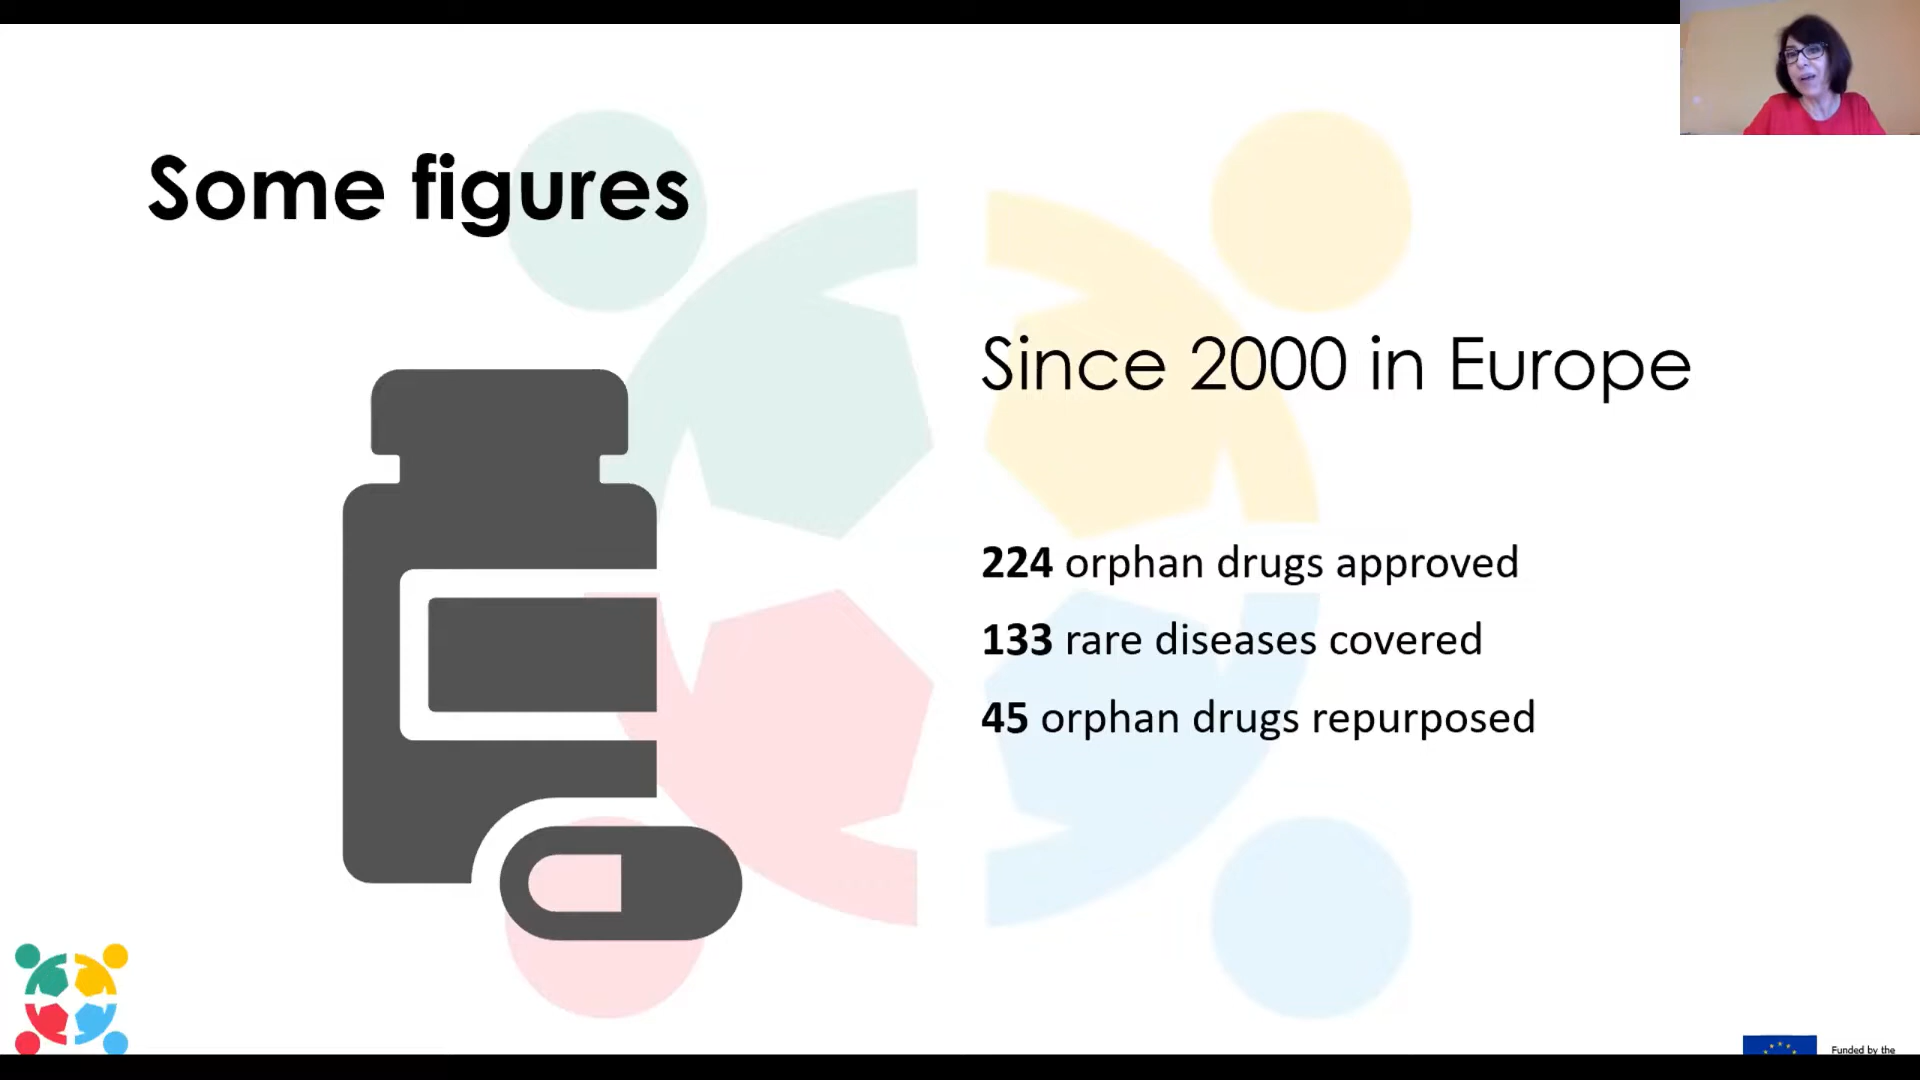 Some figures
Since 2000 in Europe
224 orphan drugs approved
133 rare diseases covered
45 orphan drugs repurposed
Funded by the